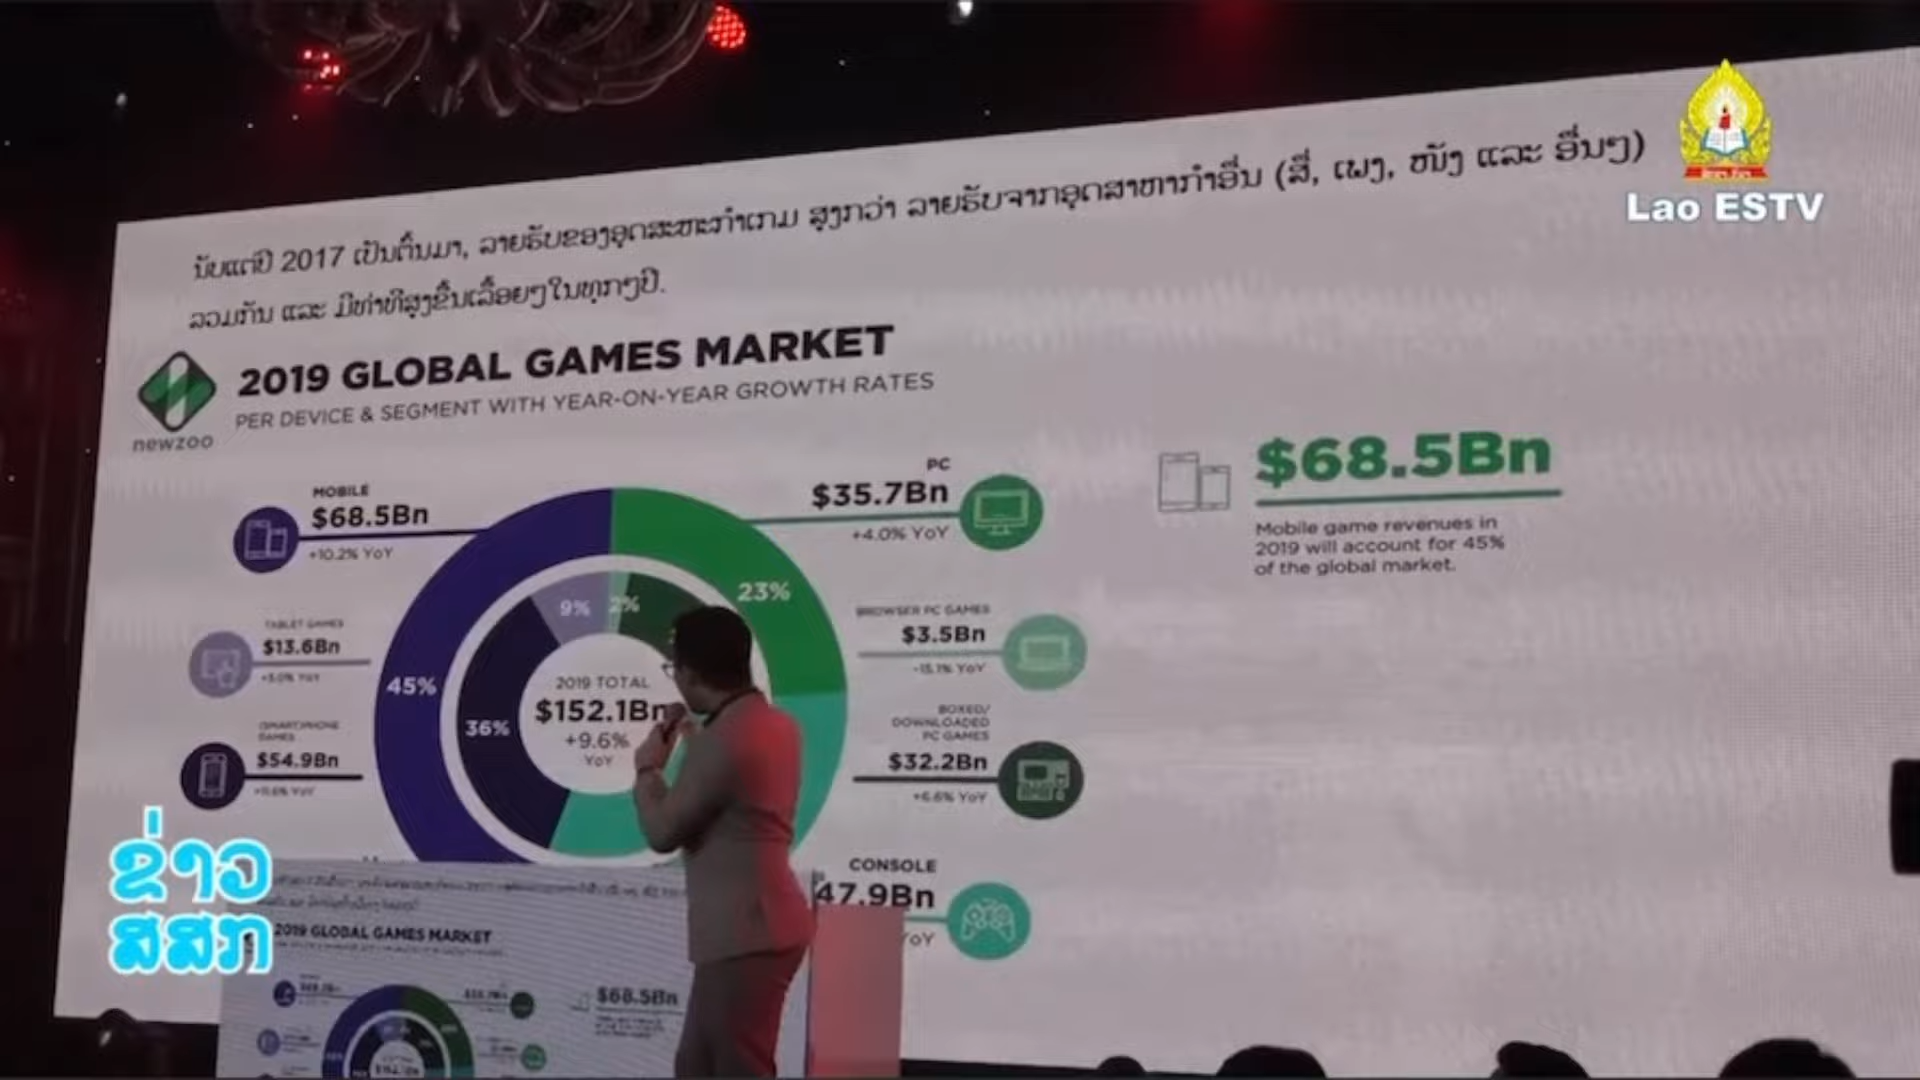 Lao ESTV
ນັບແຕ່ປີ 2017 ເປັນຕົ້ນມາ, ລາຍຮັບຂອງອຸດສະຫະກຳເກມ ສູງກວ່າ ລາຍຮັບຈາກອຸດສາຫາກຳອື່ນ (ສື່, ເພງ, ໜັງ ແລະ ອື່ນໆ)
ລວມກັນ ແລະ ມີທ່າທີສູງຂຶ້ນເລື້ອຍໆໃນທຸກໆປີ.
newzoo
2019 GLOBAL GAMES MARKET
PER DEVICE & SEGMENT WITH YEAR-ON-YEAR GROWTH RATES
MOBILE
$68.5Bn
+10.2% YoY
TABLET GAMES
$13.6Bn
+5.0% YoY
(SMART)PHONE
GAMES
$54.9Bn
+11.6% YoY
45%
36%
9%
2%
23%
2019 TOTAL
$152.1Bn
+9.6%
YoY
PC
$35.7Bn
+4.0% YoY
BROWSER PC GAMES
$3.5Bn
-15.1% YoY
BOXED/
DOWNLOADED
PC GAMES
$32.2Bn
+6.6% YoY
CONSOLE
47.9Bn
YoY
$68.5Bn
Mobile game revenues in
2019 will account for 45%
of the global market.
ຂ່າວ
ສສກ
2019 GLOBAL GAMES MARKET
$68.5Bn